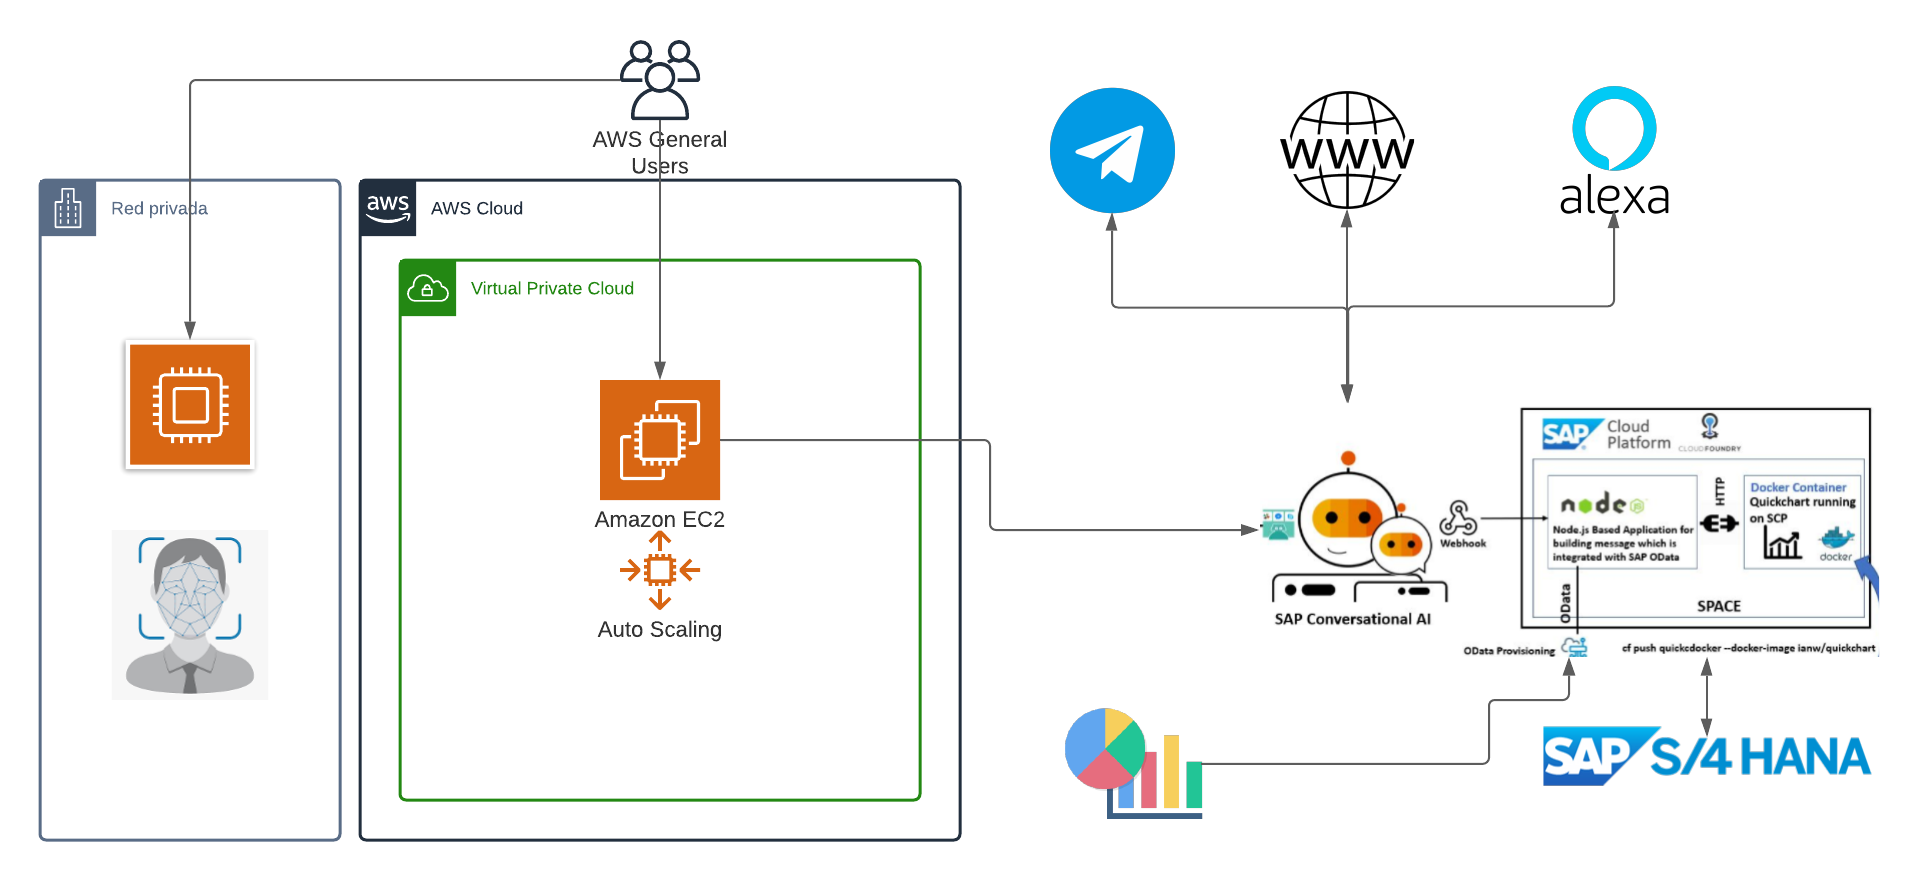 AWS General
Users
Red privada
aws
AWS Cloud
Virtual Private Cloud
Amazon EC2
Auto Scaling
WWW
alexa
SAP
Cloud
Platform
CLOUDFOUNDRY
node
JS
Node.js Based Application for
building message which is
integrated with SAP OData
HTTP
Docker Container
Quickchart running
on SCP
docker
SPACE
Webhook
SAP Conversational AI
OData
OData Provisioning
cf push quickcdocker --docker-image ianw/quickchart
SAP S/4 HANA